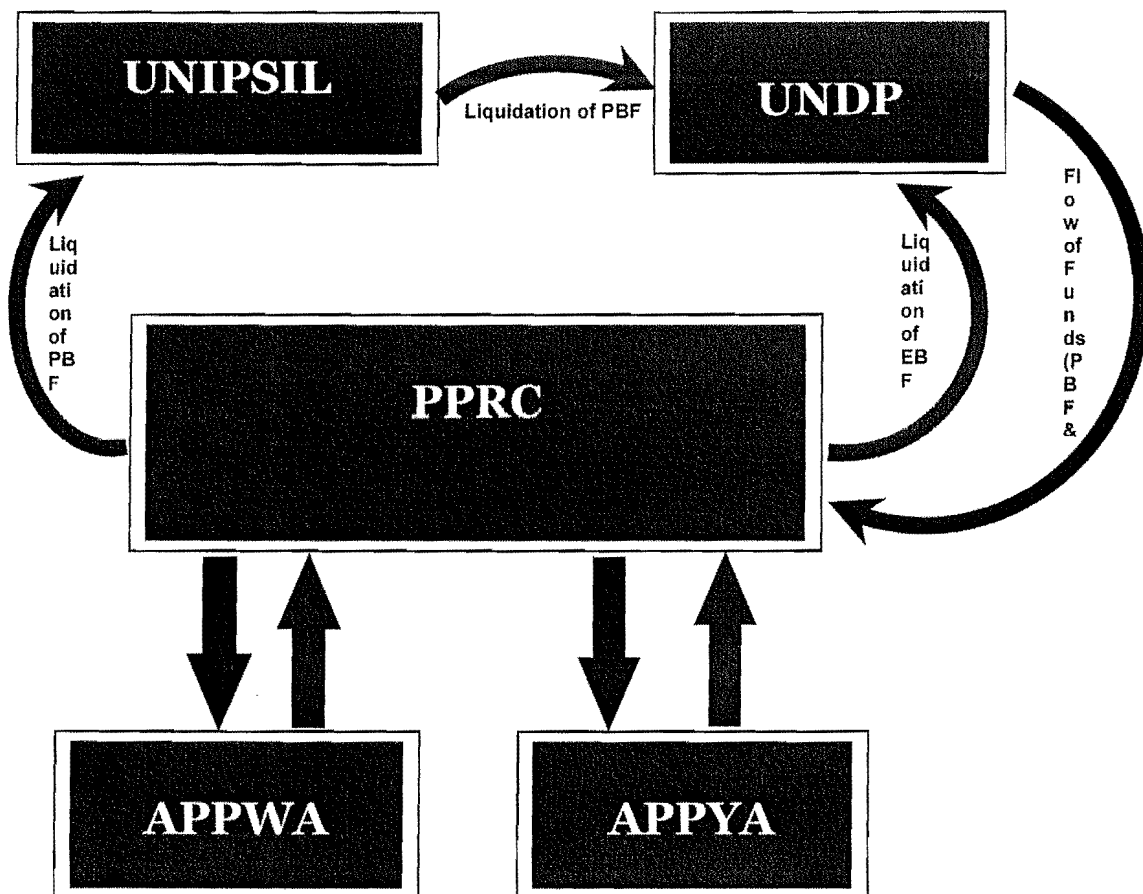 UNIPSIL
UNDP
Liquidation of PBF
Liq
uid
ati
on
of
PB
F
Liq
uid
ati
on
of
EB
F
Fl
o
w of
F
u
n
ds
(P
B
F
&
PPRC
APPWA
APPYA